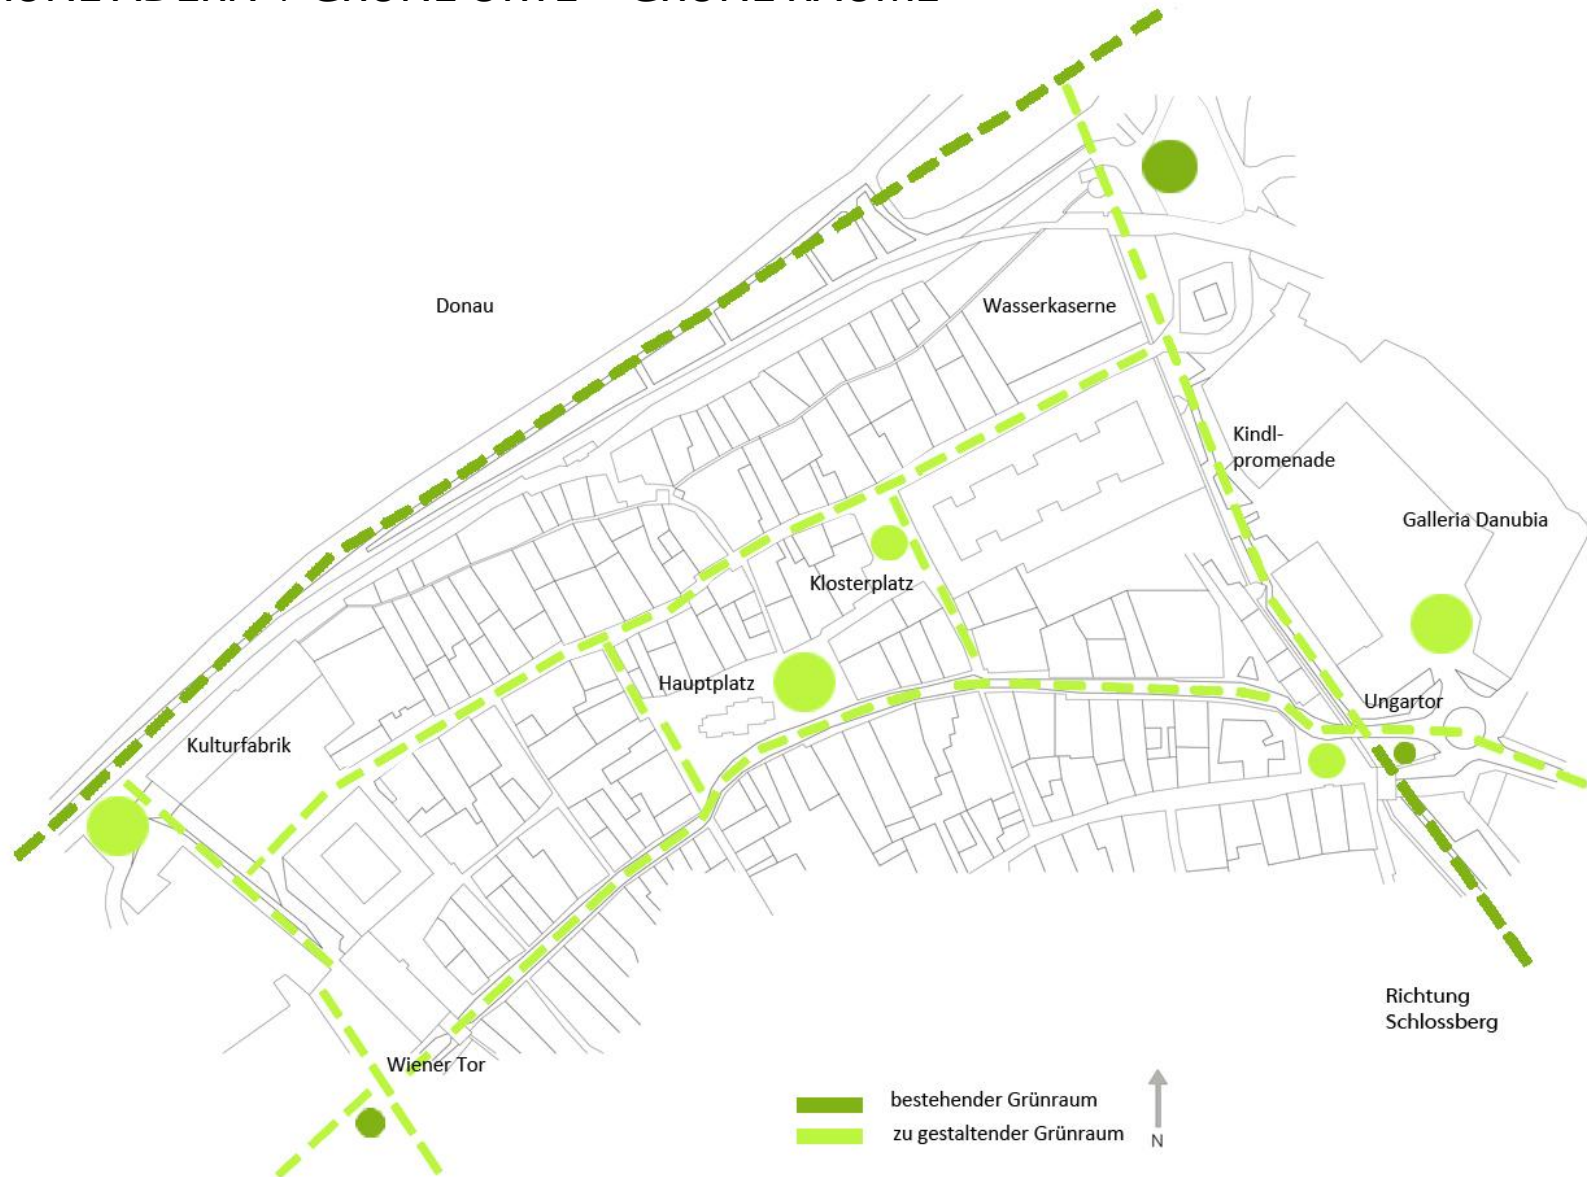 Donau
Wasserkaserne
Kindl-
promenade
Galleria Danubia
Klosterplatz
Hauptplatz
Ungartor
Kulturfabrik
Richtung
Schlossberg
Wiener Tor
bestehender Grünraum
zu gestaltender Grünraum
N